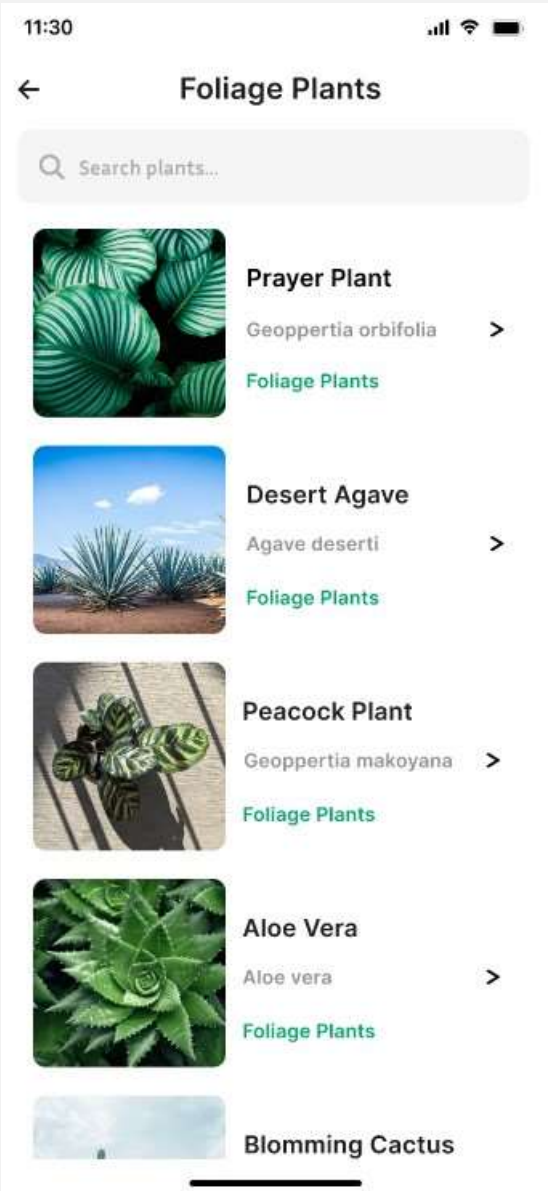 11:30
Foliage Plants
Search plants...
Prayer Plant
Geoppertia orbifolia
Foliage Plants
Desert Agave
Agave deserti
Foliage Plants
Peacock Plant
Geoppertia makoyana
Foliage Plants
Aloe Vera
Aloe vera
Foliage Plants
Blomming Cactus